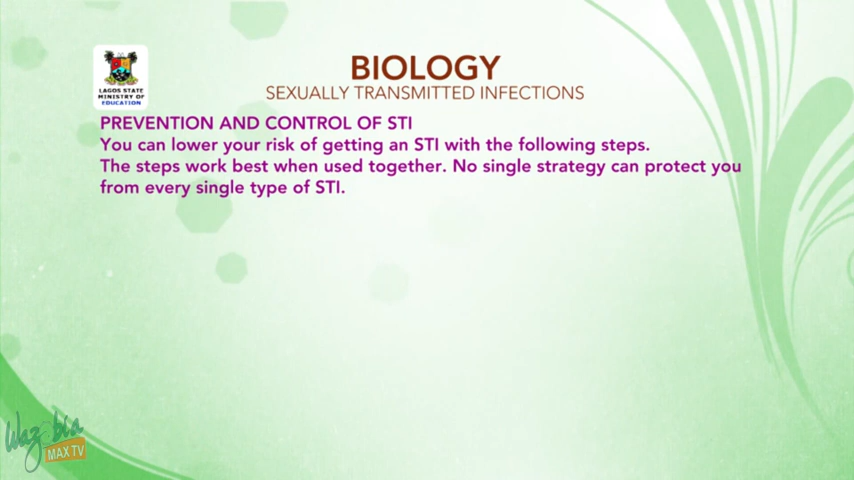 BIOLOGY
SEXUALLY TRANSMITTED INFECTIONS
LAGOS STATE
MINISTRY OF
EDUCATION
PREVENTION AND CONTROL OF STI
You can lower your risk of getting an STI with the following steps.
The steps work best when used together. No single strategy can protect you
from every single type of STI.
Wazobia
MAX TV